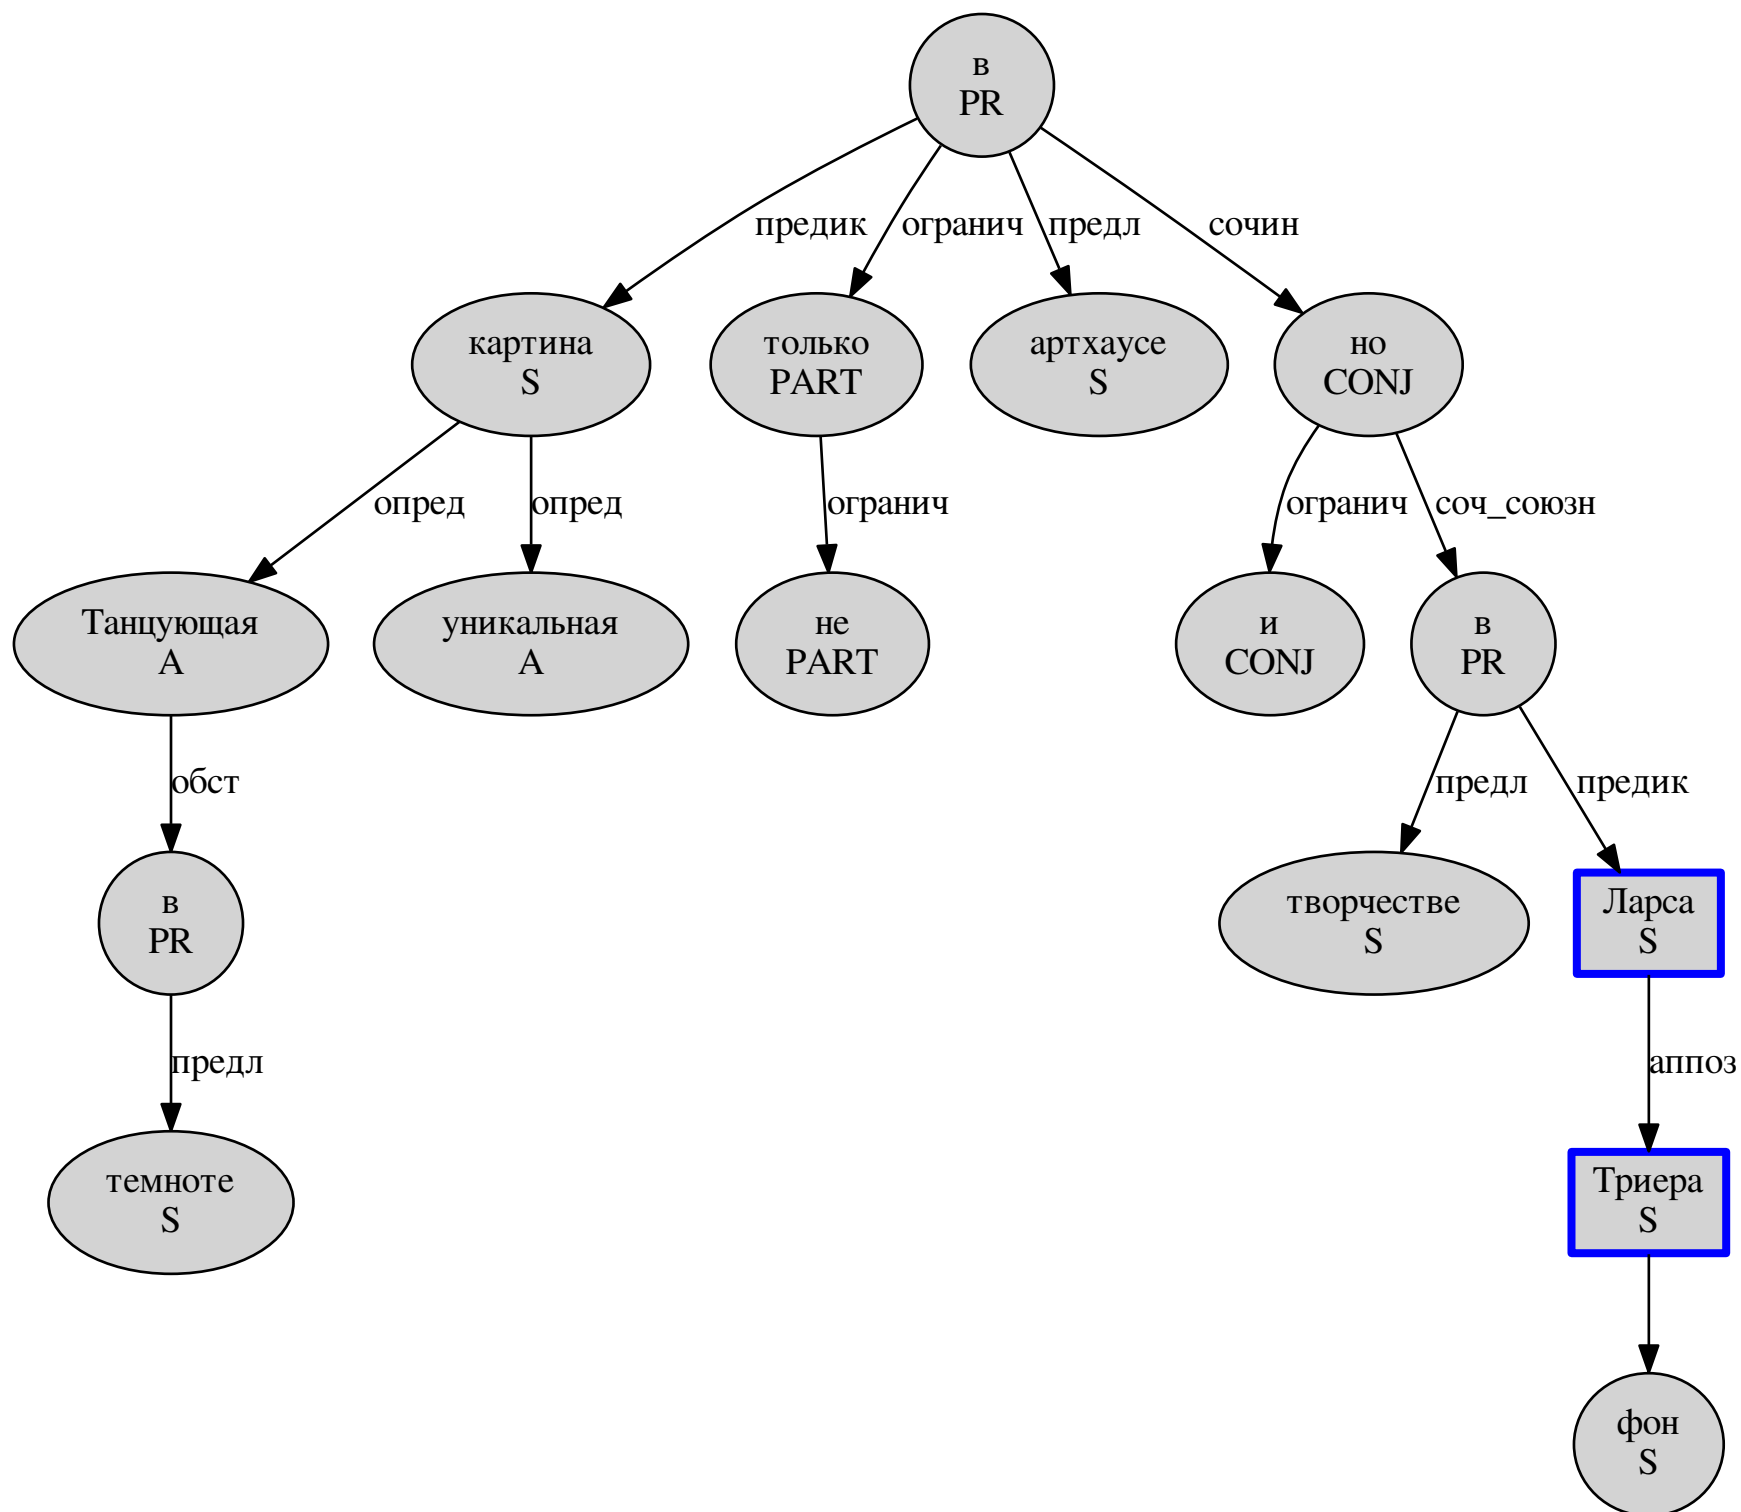 в
PR
предик
огранич
предл
сочин
картина
S
только
PART
артхаусе
S
но
CONJ
опред
опред
огранич
огранич
соч_союзн
Танцующая
A
уникальная
A
не
PART
и
CONJ
в
PR
обст
предл
предик
в
PR
творчестве
S
Ларса
S
предл
аппоз
темноте
S
Триера
S
фон
S